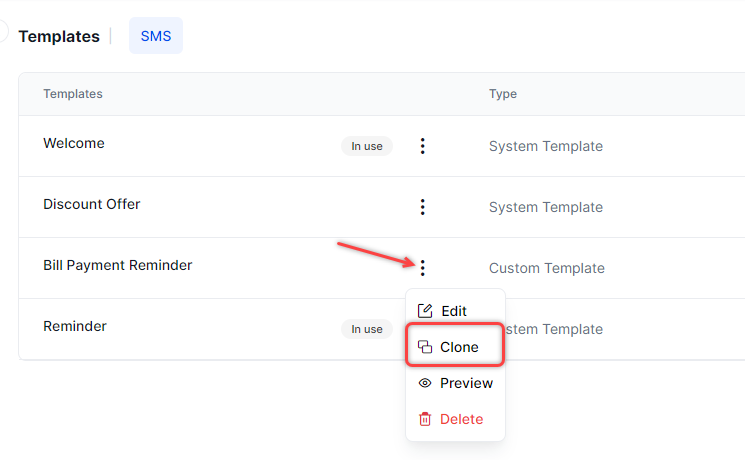 Templates | SMS
Templates Type
Welcome In use System Template
Discount Offer System Template
Bill Payment Reminder Custom Template
Edit
Reminder In use stem Template
Clone
Preview
Delete